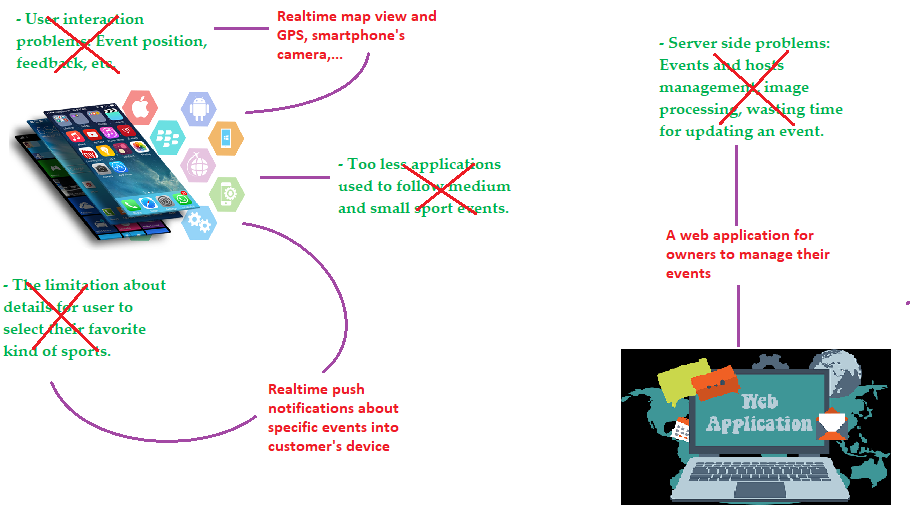 - User interaction
problems: Event position,
feedback, etc.
Realtime map view and
GPS, smartphone's
camera,...
- Too less applications
used to follow medium
and small sport events.
- The limitation about
details for user to
select their favorite
kind of sports.
Realtime push
notifications about
specific events into
customer's device
- Server side problems:
Events and hosts
management, image
processing, wasting time
for updating an event.
A web application for
owners to manage their
events
Web
Application